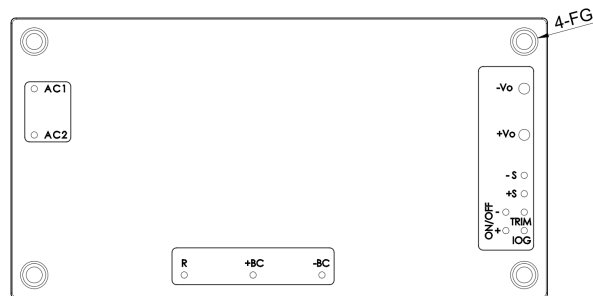 4-FG
AC1
AC2
-Vo
+Vo
- S
+S
ON/OFF
-
+
TRIM
IOG
R +BC -BC